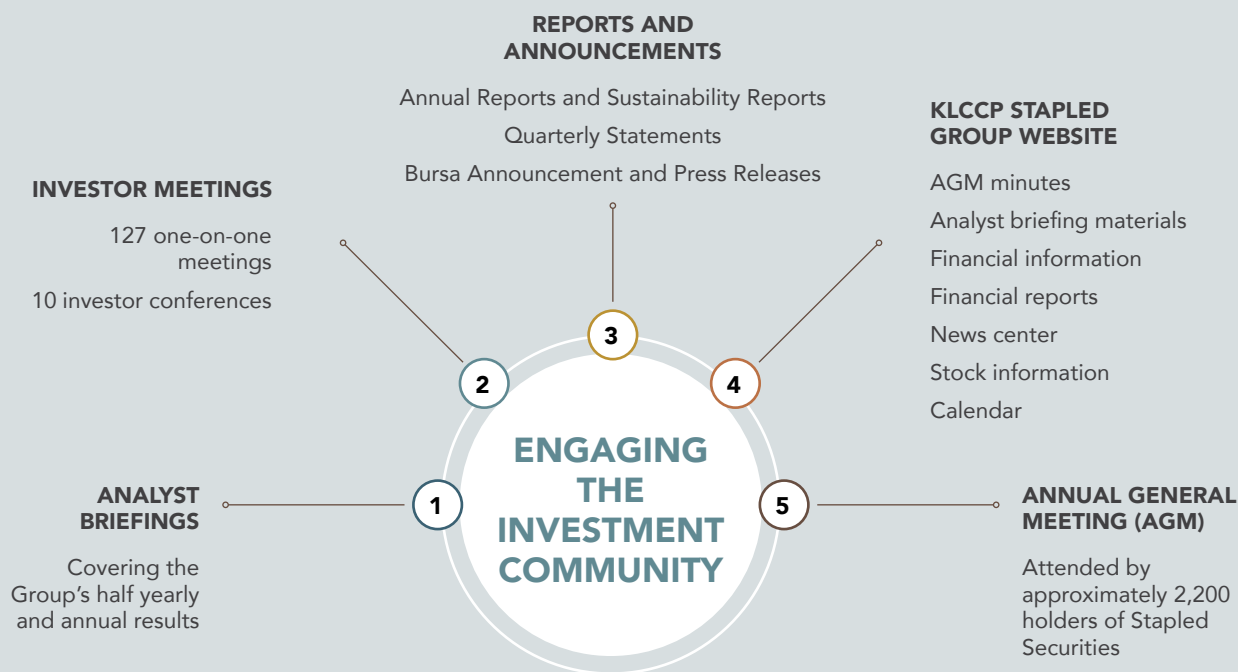 REPORTS AND
ANNOUNCEMENTS
Annual Reports and Sustainability Reports
Quarterly Statements
Bursa Announcement and Press Releases
KLCCP STAPLED
GROUP WEBSITE
AGM minutes
Analyst briefing materials
Financial information
Financial reports
News center
Stock information
Calendar
INVESTOR MEETINGS
127 one-on-one
meetings
10 investor conferences
3
2
4
ENGAGING
THE
INVESTMENT
COMMUNITY
ANALYST
BRIEFINGS
1
Covering the
Group's half yearly
and annual results
5
ANNUAL GENERAL
MEETING (AGM)
Attended by
approximately 2,200
holders of Stapled
Securities